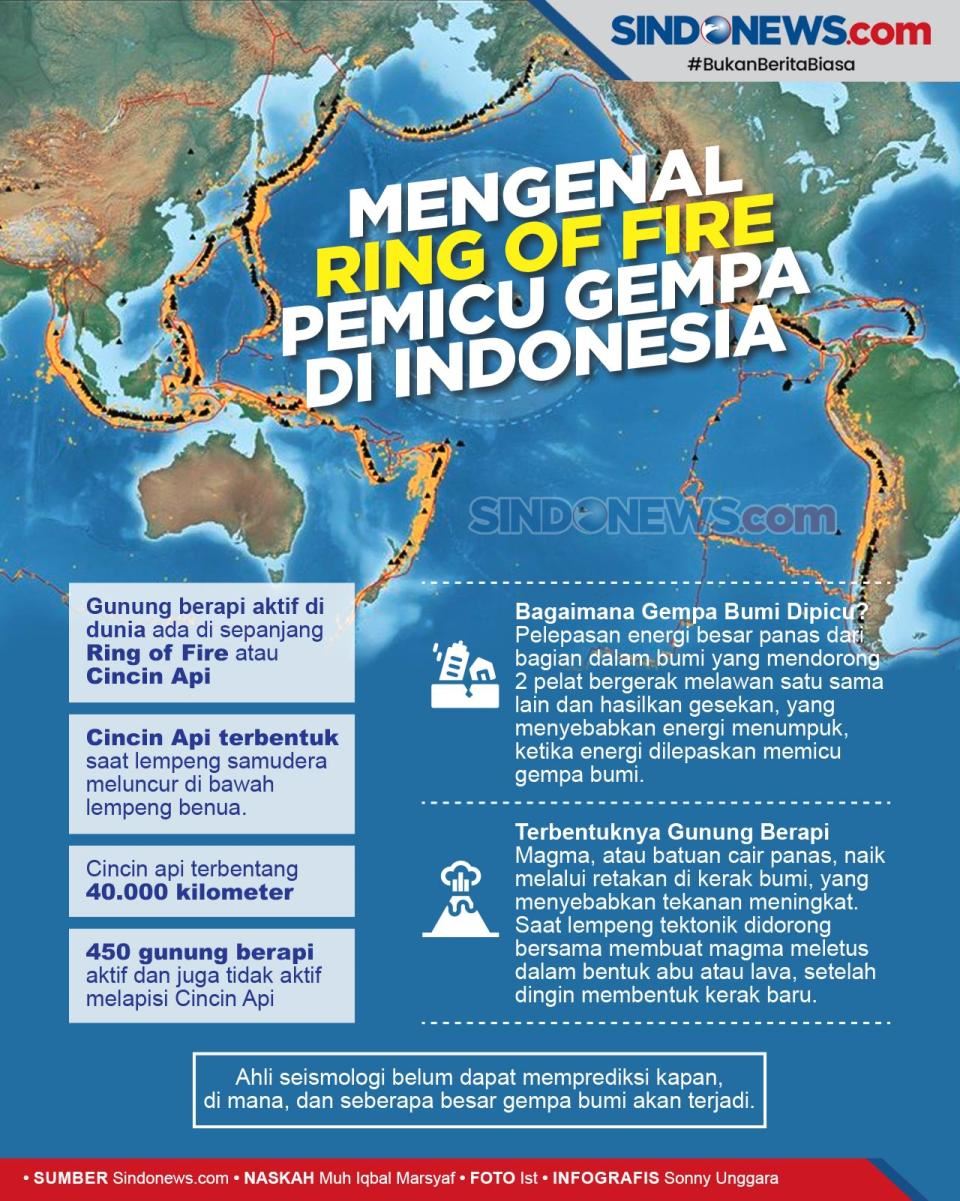 SINDONEWS.com
#BukanBeritaBiasa
MENGENAL
RING OF FIRE
PEMICU GEMPA
DI INDONESIA
SINDONEWS.com
Gunung berapi aktif di
dunia ada di sepanjang
Ring of Fire atau
Cincin Api
Cincin Api terbentuk
saat lempeng samudera
meluncur di bawah
lempeng benua.
Cincin api terbentang
40.000 kilometer
450 gunung berapi
aktif dan juga tidak aktif
melapisi Cincin Api
Bagaimana Gempa Bumi Dipicu?
Pelepasan energi besar panas dari
bagian dalam bumi yang mendorong
2 pelat bergerak melawan satu sama
lain dan hasilkan gesekan, yang
menyebabkan energi menumpuk,
ketika energi dilepaskan memicu
gempa bumi.
Terbentuknya Gunung Berapi
Magma, atau batuan cair panas, naik
melalui retakan di kerak bumi, yang
menyebabkan tekanan meningkat.
Saat lempeng tektonik didorong
bersama membuat magma meletus
dalam bentuk abu atau lava, setelah
dingin membentuk kerak baru.
Ahli seismologi belum dapat memprediksi kapan,
di mana, dan seberapa besar gempa bumi akan terjadi.
• SUMBER Sindonews.com • NASKAH Muh Iqbal Marsyaf • FOTO Ist • INFOGRAFIS Sonny Unggara